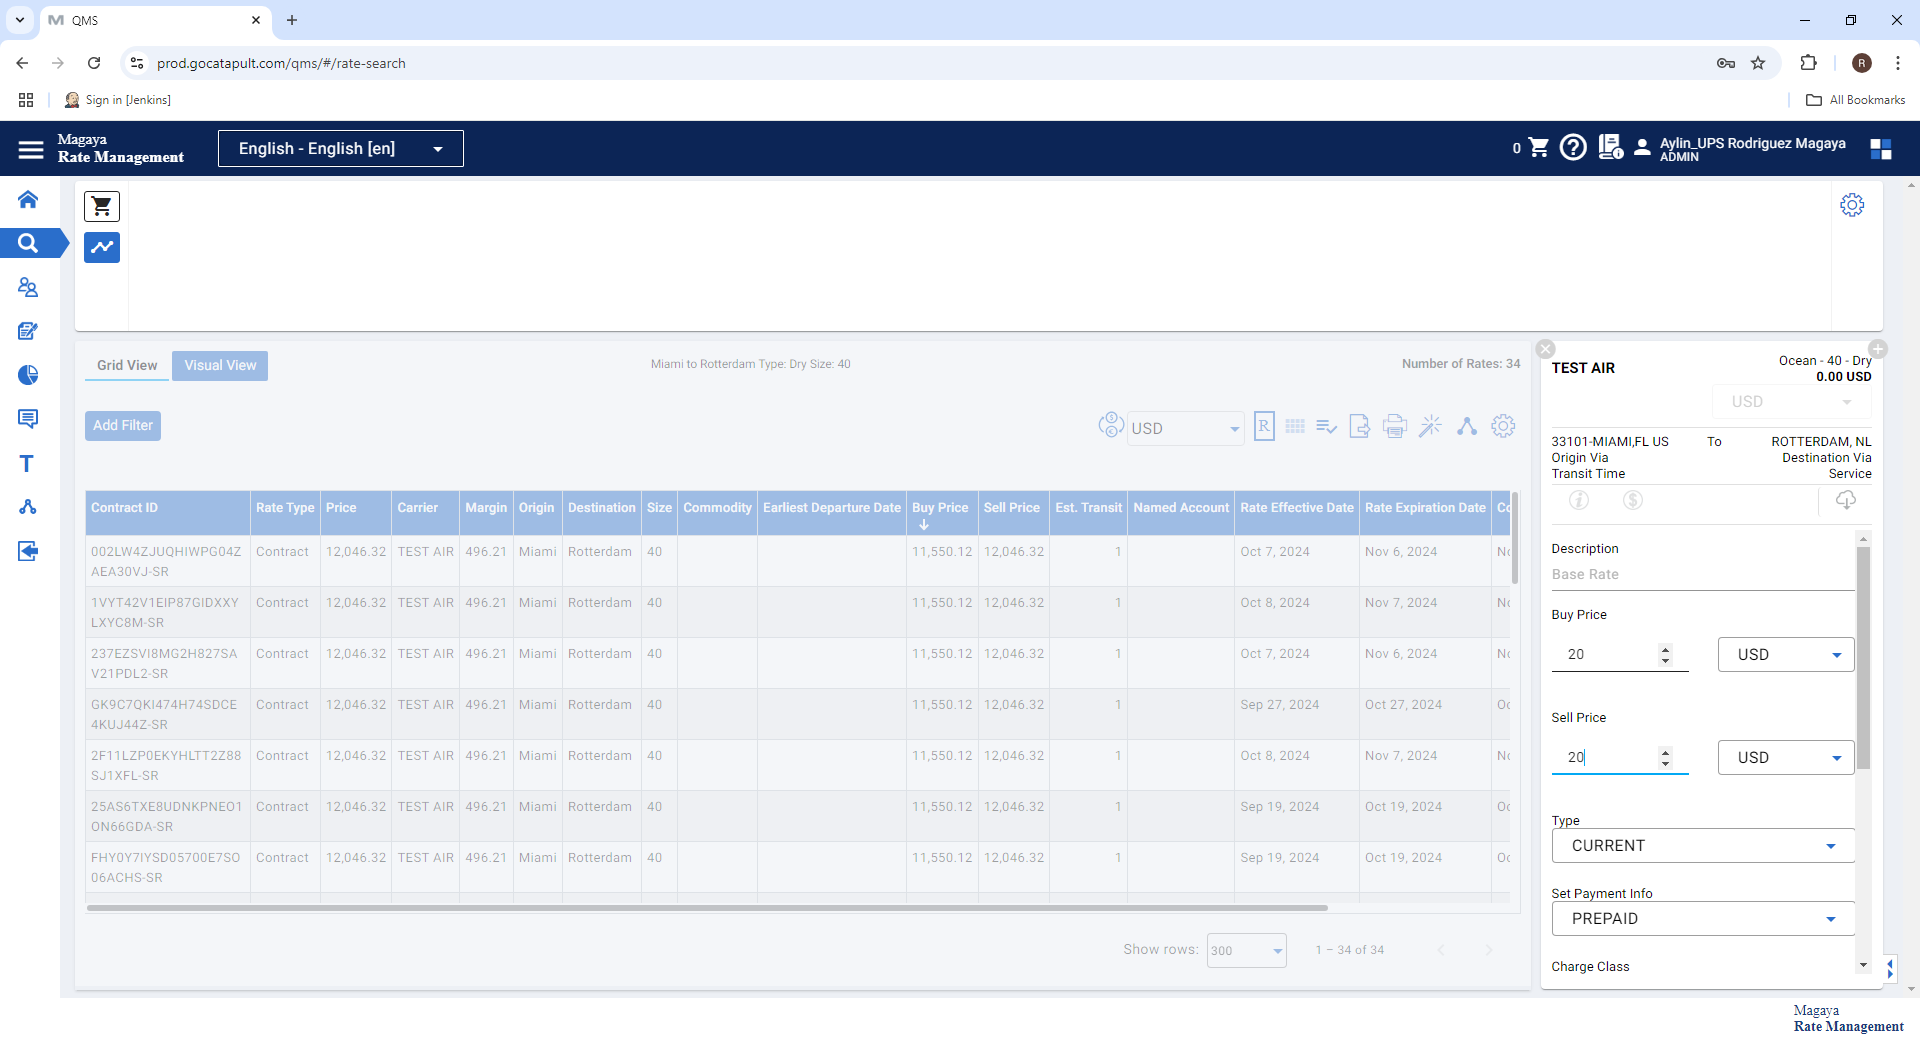 QMS
prod.gocatapult.com/qms/#/rate-search
R
Sign in [Jenkins]
All Bookmarks
Magaya
Rate Management
English - English [en]
0
Aylin_UPS Rodriguez Magaya
ADMIN
T
Grid View
Visual View
Miami to Rotterdam Type: Dry Size: 40
Number of Rates: 34
Add Filter
USD
R
Contract ID Rate Type Price Carrier Margin Origin Destination Size Commodity Earliest Departure Date Buy Price Sell Price Est. Transit Named Account Rate Effective Date Rate Expiration Date Co
002LW4ZJUQHIWPG04Z Contract 12,046.32 TEST AIR 496.21 Miami Rotterdam 40 11,550.12 12,046.32 1 Oct 7, 2024 Nov 6, 2024 No
AEA30VJ-SR
1VYT42V1EIP87GIDXXY Contract 12,046.32 TEST AIR 496.21 Miami Rotterdam 40 11,550.12 12,046.32 1 Oct 8, 2024 Nov 7, 2024 No
LXYC8M-SR
237EZSVI8MG2H827SA Contract 12,046.32 TEST AIR 496.21 Miami Rotterdam 40 11,550.12 12,046.32 1 Oct 7, 2024 Nov 6, 2024 No
V21PDL2-SR
GK9C7QKI474H74SDCE Contract 12,046.32 TEST AIR 496.21 Miami Rotterdam 40 11,550.12 12,046.32 1 Sep 27, 2024 Oct 27, 2024 Oc
4KUJ44Z-SR
2F11LZP0EKYHLTT2Z88 Contract 12,046.32 TEST AIR 496.21 Miami Rotterdam 40 11,550.12 12,046.32 1 Oct 8, 2024 Nov 7, 2024 No
SJ1XFL-SR
25AS6TXE8UDNKPNEO1 Contract 12,046.32 TEST AIR 496.21 Miami Rotterdam 40 11,550.12 12,046.32 1 Sep 19, 2024 Oct 19, 2024 Oc
ON66GDA-SR
FHY0Y7IYSD05700E7SO Contract 12,046.32 TEST AIR 496.21 Miami Rotterdam 40 11,550.12 12,046.32 1 Sep 19, 2024 Oct 19, 2024 Oc
06ACHS-SR
Show rows: 300 1 – 34 of 34
TEST AIR
Ocean - 40 - Dry
0.00 USD
USD
33101-MIAMI,FL US To ROTTERDAM, NL
Origin Via Destination Via
Transit Time Service
Description
Base Rate
Buy Price
20 USD
Sell Price
20 USD
Type
CURRENT
Set Payment Info
PREPAID
Charge Class
Magaya
Rate Management